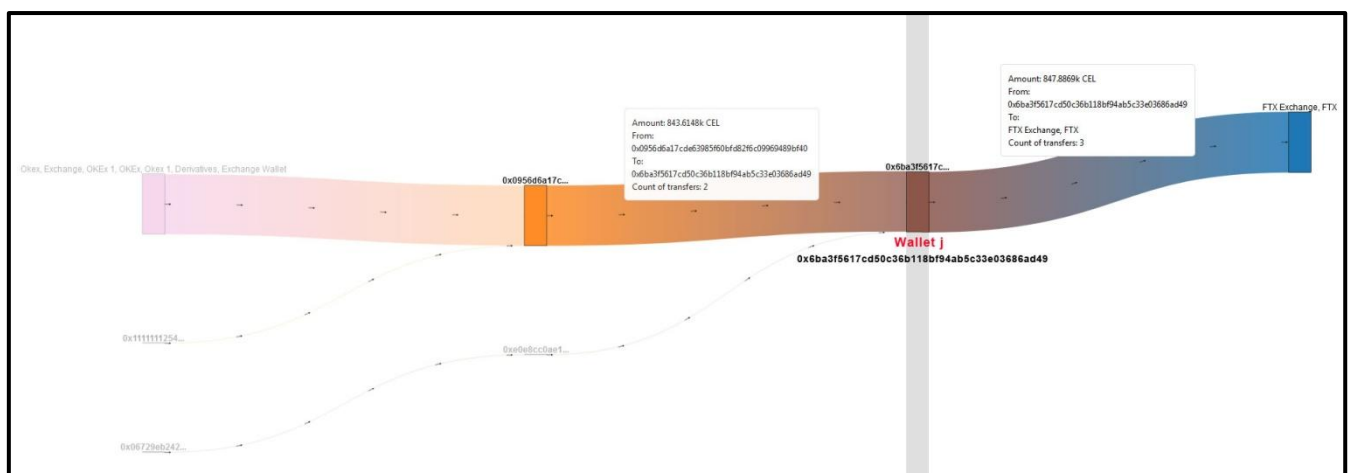 Okex, Exchange, OKEx 1, OKEx, Okex 1, Derivatives, Exchange Wallet
0x0956d6a17c...
Amount: 843.6148k CEL
From:
0x0956d6a17cde63985f60bfd82f6c09969489bf40
To:
0x6ba3f5617cd50c36b118bf94ab5c33e03686ad49
Count of transfers: 2
0x6ba3f5617c...
Wallet j
0x6ba3f5617cd50c36b118bf94ab5c33e03686ad49
Amount: 847.8869k CEL
From:
0x6ba3f5617cd50c36b118bf94ab5c33e03686ad49
To:
FTX Exchange, FTX
Count of transfers: 3
FTX Exchange, FTX
0x1111111254...
0xe0e8cc0ae1...
0x06729eb242...